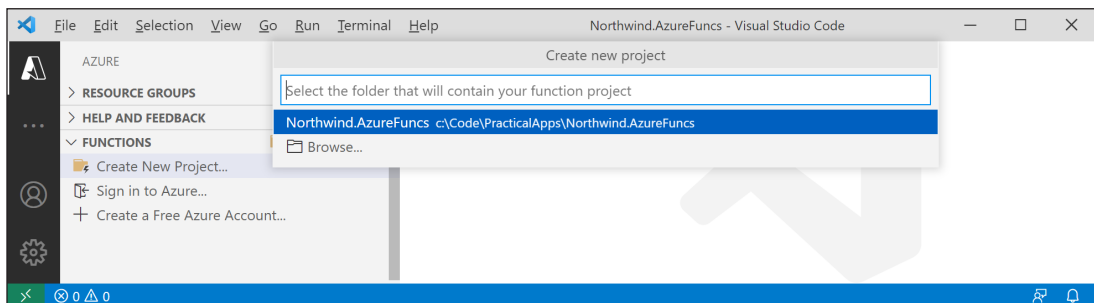 File Edit Selection View Go Run Terminal Help Northwind.AzureFuncs - Visual Studio Code
AZURE
RESOURCE GROUPS
HELP AND FEEDBACK
FUNCTIONS
Create New Project...
Sign in to Azure...
Create a Free Azure Account...
Create new project
Select the folder that will contain your function project
Northwind.AzureFuncs c:\Code\PracticalApps\Northwind.AzureFuncs
Browse...
0 0